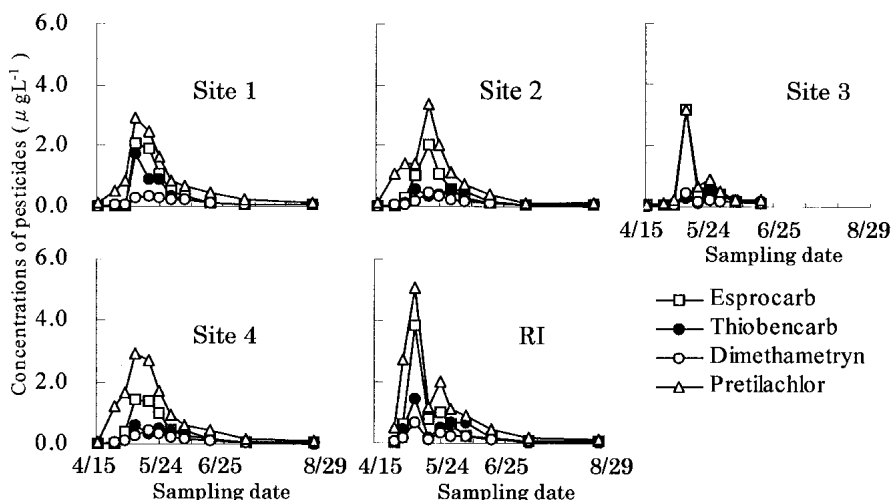 Concentrations of pesticides ( μ gL⁻¹ )
6.0
4.0
2.0
0.0
Site 1
Site 2
Site 3
4/15 5/24 6/25 8/29
Sampling date
6.0
4.0
2.0
0.0
Site 4
RI
Esprocarb
Thiobencarb
Dimethametryn
Pretilachlor
4/15 5/24 6/25 8/29
Sampling date
4/15 5/24 6/25 8/29
Sampling date